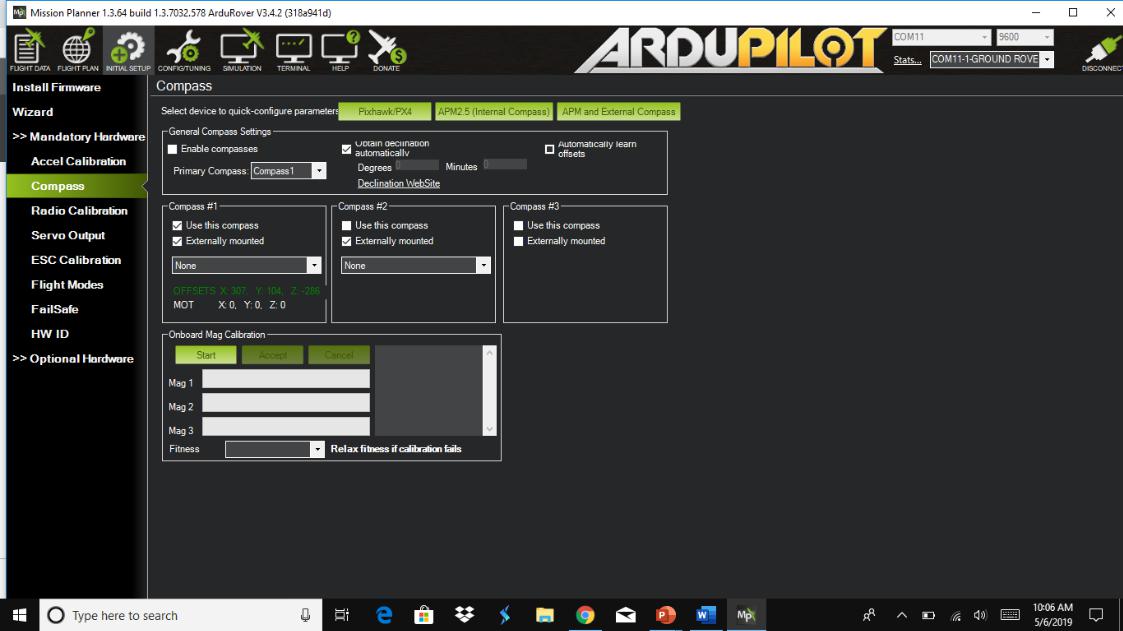 Mission Planner 1.3.64 build 1.3.7032.578 ArduRover V3.4.2 (318a941d)
FLIGHT DATA FLIGHT PLAN INITIAL SETUP CONFIG/TUNING SIMULATION TERMINAL HELP DONATE
ARDUPILOT
COM11 9600
Stats... COM11-1-GROUND ROVE
DISCONNEC
Install Firmware
Wizard
>> Mandatory Hardware
Accel Calibration
Compass
Radio Calibration
Servo Output
ESC Calibration
Flight Modes
FailSafe
HW ID
>> Optional Hardware
Compass
Select device to quick-configure parameters Pixhawk/PX4 APM2.5 (Internal Compass) APM and External Compass
General Compass Settings
Enable compasses
Primary Compass: Compass1
Obtain declination
automatically
Degrees 0 Minutes 0
Declination WebSite
Automatically learn
offsets
Compass #1
Use this compass
Externally mounted
None
OFFSETS X: 307, Y: 104, Z: -286
MOT X: 0, Y: 0, Z: 0
Compass #2
Use this compass
Externally mounted
None
Compass #3
Use this compass
Externally mounted
Onboard Mag Calibration
Start Accept Cancel
Mag 1
Mag 2
Mag 3
Fitness Relax fitness if calibration fails
Type here to search
10:06 AM
5/6/2019